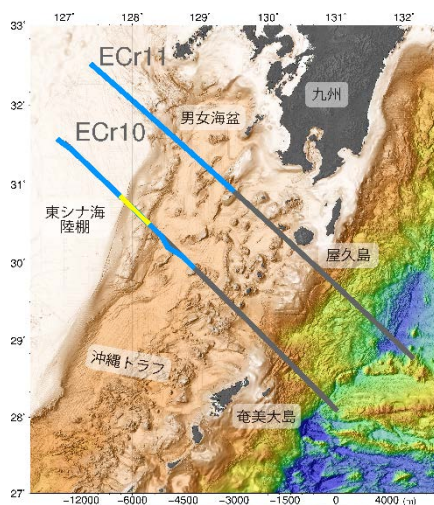 127° 128° 129° 130° 131° 132°
33°
ECr11
九州
男女海盆
32°
ECr10
31°
東シナ海
陸棚
屋久島
30°
29°
沖縄トラフ
奄美大島
28°
27°
-12000 -6000 -4500 -3000 -1500 0 4000 (m)